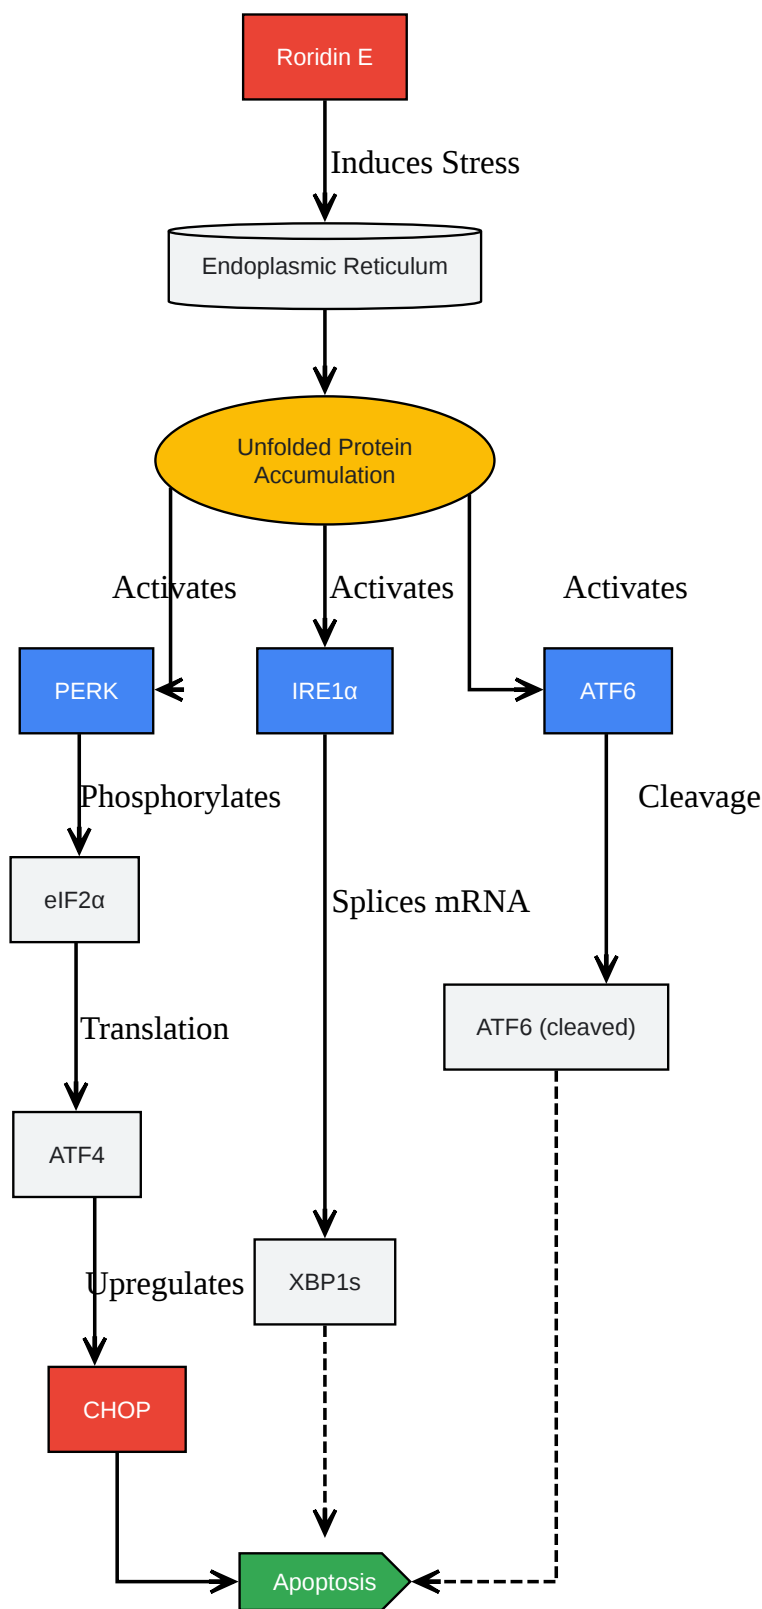 Roridin E
Induces Stress
Endoplasmic Reticulum
Unfolded Protein
Accumulation
Activates
Activates
Activates
PERK
IRE1α
ATF6
Phosphorylates
Cleavage
eIF2α
Splices mRNA
ATF6 (cleaved)
Translation
ATF4
Upregulates
XBP1s
CHOP
Apoptosis